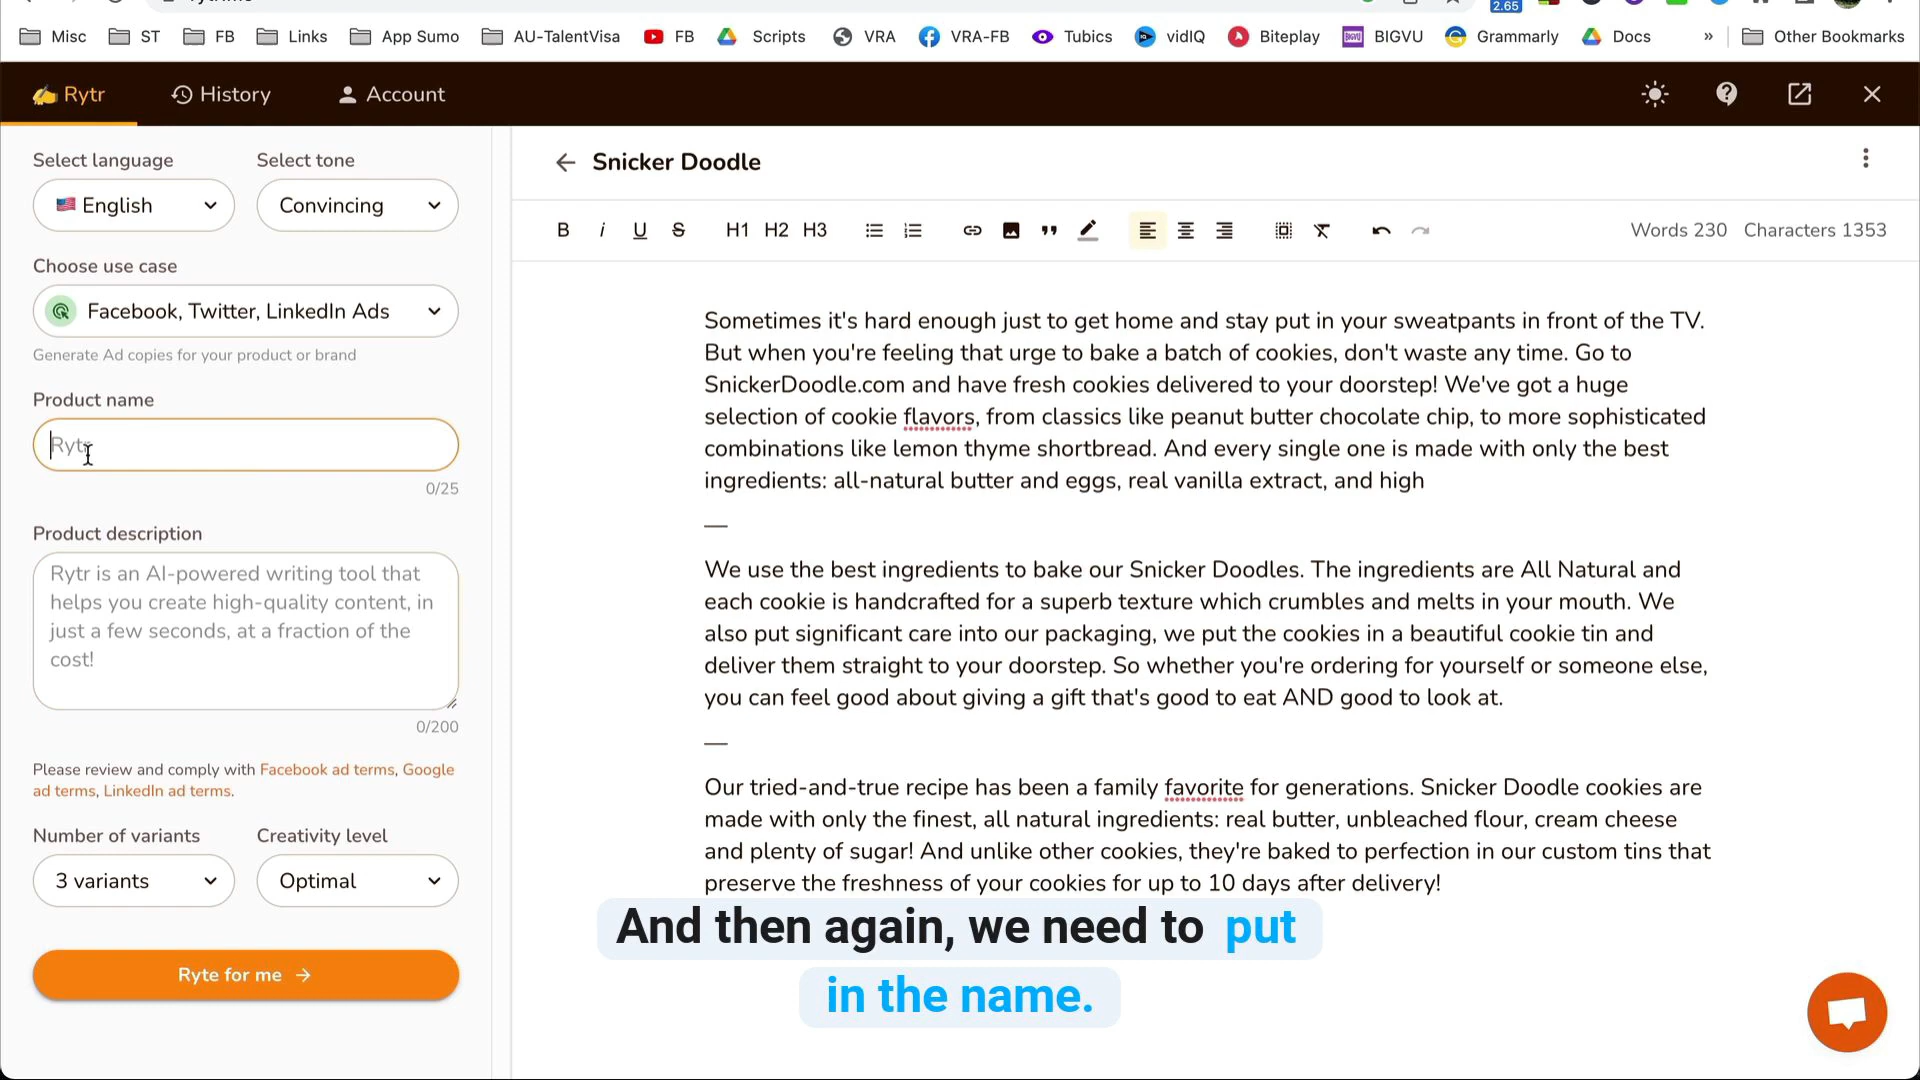 2.65
Misc ST FB Links App Sumo AU-TalentVisa FB Scripts VRA VRA-FB Tubics vidIQ Biteplay BIGVU Grammarly Docs » Other Bookmarks
Rytr History Account
Select language Select tone
English Convincing
Choose use case
Facebook, Twitter, LinkedIn Ads
Generate Ad copies for your product or brand
Product name
Rytr
0/25
Product description
Rytr is an AI-powered writing tool that
helps you create high-quality content, in
just a few seconds, at a fraction of the
cost!
0/200
Please review and comply with Facebook ad terms, Google
ad terms, LinkedIn ad terms.
Number of variants Creativity level
3 variants Optimal
Ryte for me
Snicker Doodle
B i U S H1 H2 H3 Words 230 Characters 1353
Sometimes it's hard enough just to get home and stay put in your sweatpants in front of the TV.
But when you're feeling that urge to bake a batch of cookies, don't waste any time. Go to
SnickerDoodle.com and have fresh cookies delivered to your doorstep! We've got a huge
selection of cookie flavors, from classics like peanut butter chocolate chip, to more sophisticated
combinations like lemon thyme shortbread. And every single one is made with only the best
ingredients: all-natural butter and eggs, real vanilla extract, and high
—
We use the best ingredients to bake our Snicker Doodles. The ingredients are All Natural and
each cookie is handcrafted for a superb texture which crumbles and melts in your mouth. We
also put significant care into our packaging, we put the cookies in a beautiful cookie tin and
deliver them straight to your doorstep. So whether you're ordering for yourself or someone else,
you can feel good about giving a gift that's good to eat AND good to look at.
—
Our tried-and-true recipe has been a family favorite for generations. Snicker Doodle cookies are
made with only the finest, all natural ingredients: real butter, unbleached flour, cream cheese
and plenty of sugar! And unlike other cookies, they're baked to perfection in our custom tins that
preserve the freshness of your cookies for up to 10 days after delivery!
And then again, we need to put
in the name.